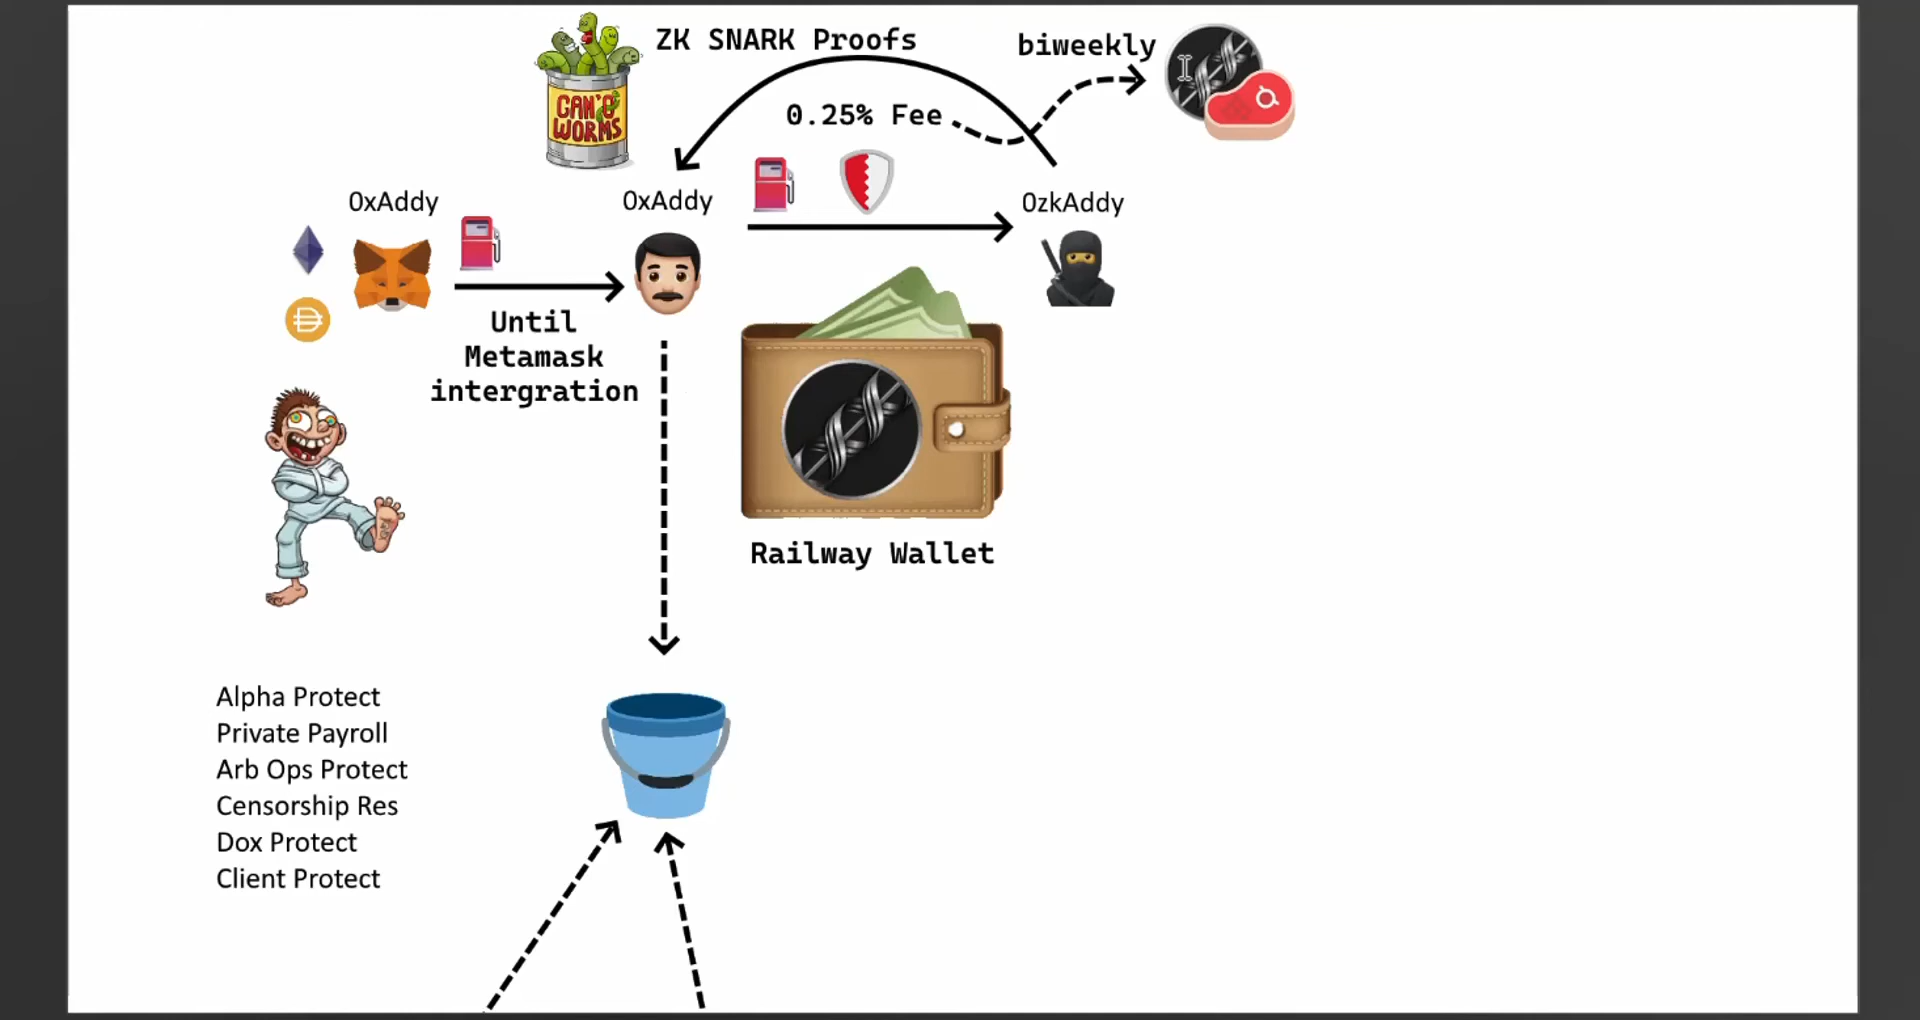 ZK SNARK Proofs
biweekly
CAN'O
WORMS
0.25% Fee
0xAddy
0xAddy
0zkAddy
Until
Metamask
intergration
Railway Wallet
Alpha Protect
Private Payroll
Arb Ops Protect
Censorship Res
Dox Protect
Client Protect